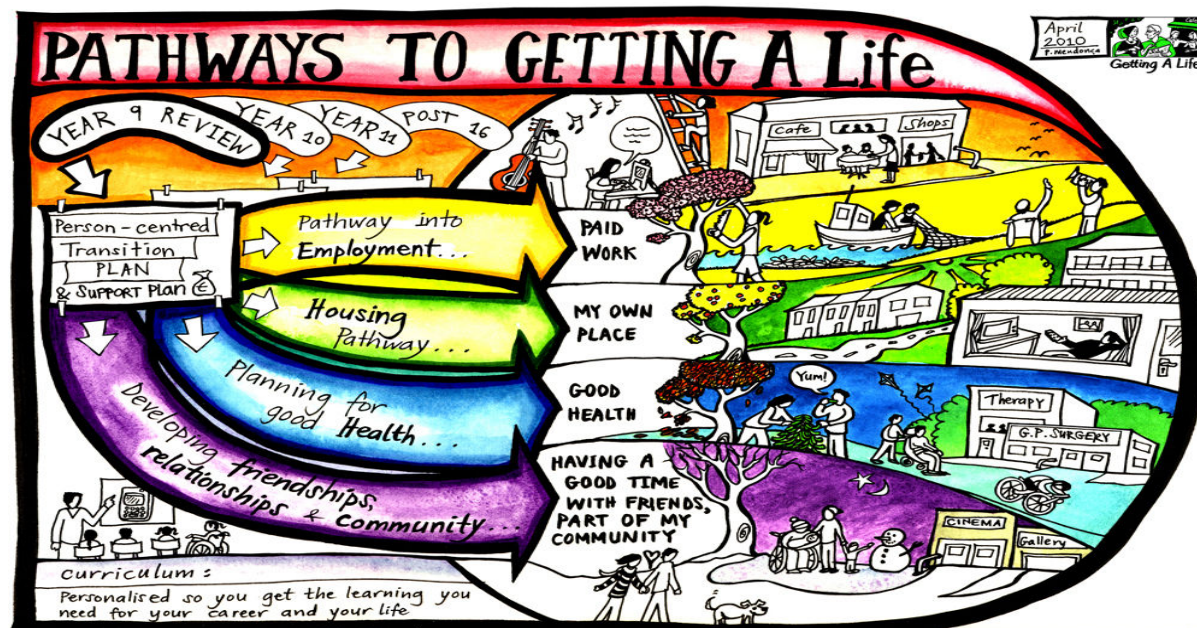 PATHWAYS TO GETTING A Life
April
2010
P. Mendonça
Getting A Life
YEAR 9 REVIEW
YEAR 10
YEAR 11
POST 16
Person-centred
Transition
PLAN
& SUPPORT PLAN £
Pathway into
Employment...
Housing
Pathway...
Planning for
good Health...
Developing friendships,
relationships & community...
PAID
WORK
MY OWN
PLACE
GOOD
HEALTH
HAVING A
GOOD TIME
WITH FRIENDS,
PART OF MY
COMMUNITY
Cafe
Shops
Yum!
Therapy
G.P. SURGERY
CINEMA
Gallery
curriculum:
Personalised so you get the learning you
need for your career and your life